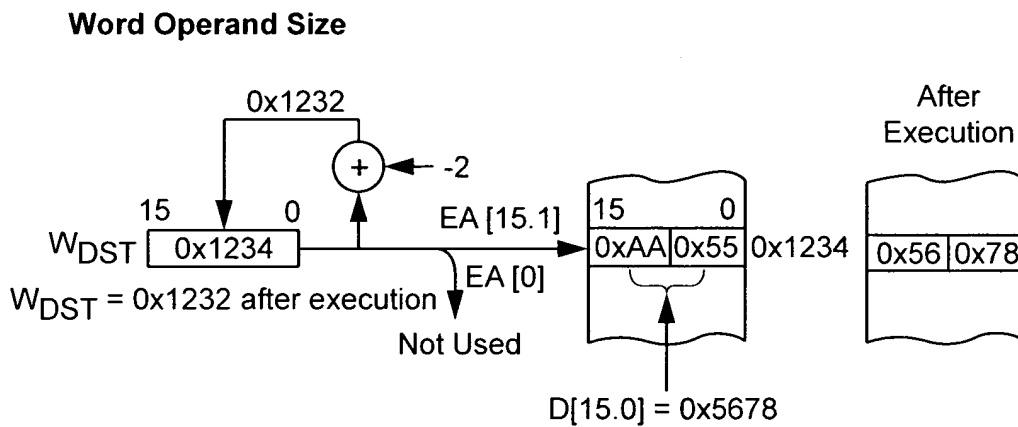 Word Operand Size
0x1232
After
Execution
+
-2
15 0
EA [15.1]
15 0
WDST
0x1234
0xAA 0x55
0x1234
0x56 0x78
EA [0]
WDST = 0x1232 after execution
Not Used
D[15.0] = 0x5678